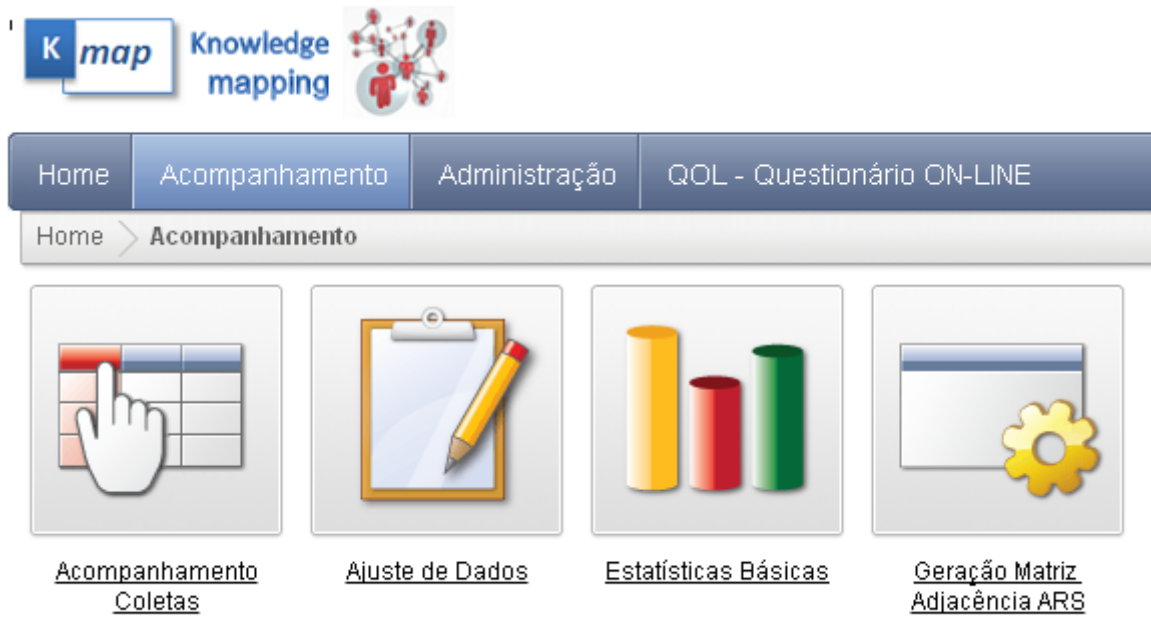 K map
Knowledge
mapping
Home
Acompanhamento
Administração
QOL - Questionário ON-LINE
Home
Acompanhamento
Acompanhamento
Coletas
Ajuste de Dados
Estatísticas Básicas
Geração Matriz
Adjacência ARS